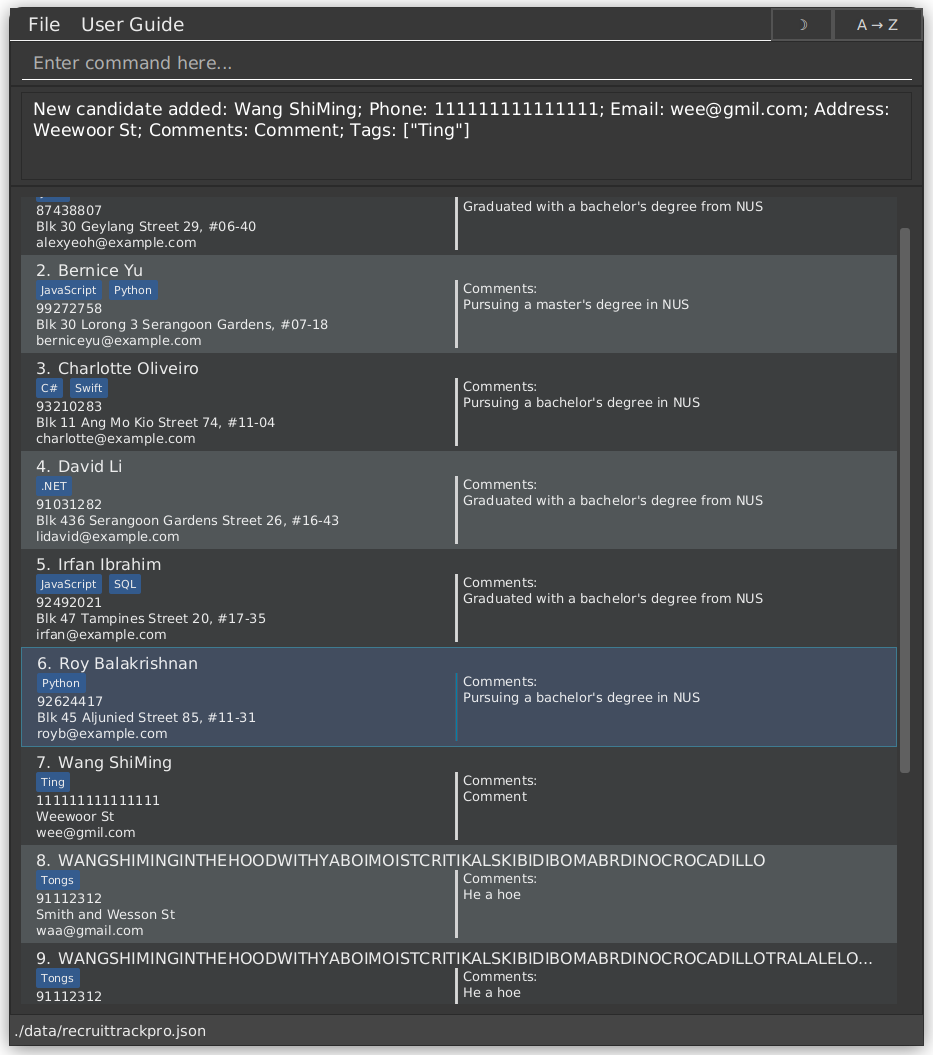 File User Guide ☽ A → Z
Enter command here...
New candidate added: Wang ShiMing; Phone: 111111111111111; Email: wee@gmil.com; Address:
Weewoor St; Comments: Comment; Tags: ["Ting"]
87438807
Blk 30 Geylang Street 29, #06-40
alexyeoh@example.com
Graduated with a bachelor's degree from NUS
2. Bernice Yu
JavaScript Python
99272758
Blk 30 Lorong 3 Serangoon Gardens, #07-18
berniceyu@example.com
Comments:
Pursuing a master's degree in NUS
3. Charlotte Oliveiro
C# Swift
93210283
Blk 11 Ang Mo Kio Street 74, #11-04
charlotte@example.com
Comments:
Pursuing a bachelor's degree in NUS
4. David Li
.NET
91031282
Blk 436 Serangoon Gardens Street 26, #16-43
lidavid@example.com
Comments:
Graduated with a bachelor's degree from NUS
5. Irfan Ibrahim
JavaScript SQL
92492021
Blk 47 Tampines Street 20, #17-35
irfan@example.com
Comments:
Graduated with a bachelor's degree from NUS
6. Roy Balakrishnan
Python
92624417
Blk 45 Aljunied Street 85, #11-31
royb@example.com
Comments:
Pursuing a bachelor's degree in NUS
7. Wang ShiMing
Ting
111111111111111
Weewoor St
wee@gmil.com
Comments:
Comment
8. WANGSHIMINGINTHEHOODWITHYABOIMOISTCRITIKALSKIBIDIBOMABRDINOCROCADILLO
Tongs
91112312
Smith and Wesson St
waa@gmail.com
Comments:
He a hoe
9. WANGSHIMINGINTHEHOODWITHYABOIMOISTCRITIKALSKIBIDIBOMABRDINOCROCADILLOTRALALELO...
Tongs
91112312
Comments:
He a hoe
./data/recruittrackpro.json